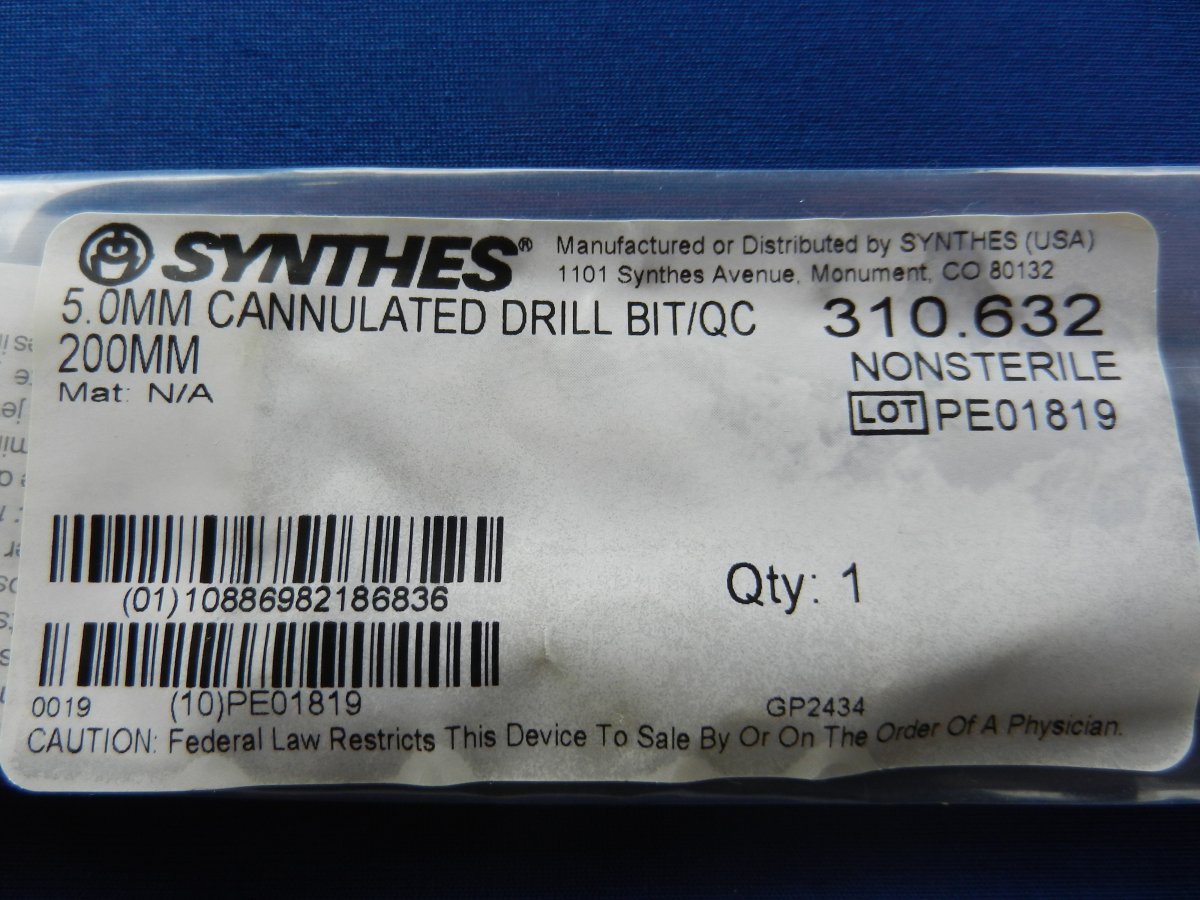 SYNTHES® Manufactured or Distributed by SYNTHES (USA)
1101 Synthes Avenue, Monument, CO 80132
5.0MM CANNULATED DRILL BIT/QC 310.632
200MM NONSTERILE
Mat: N/A
LOT PE01819
(01)10886982186836
Qty: 1
0019 (10)PE01819 GP2434
CAUTION: Federal Law Restricts This Device To Sale By Or On The Order Of A Physician.